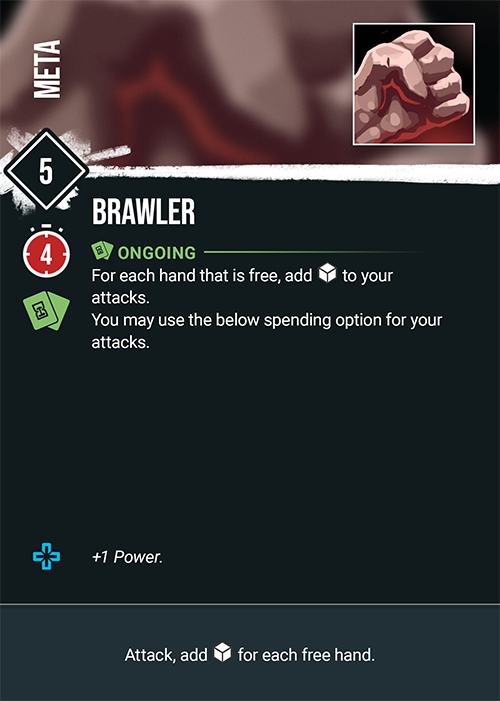 META
5
BRAWLER
4
ONGOING
For each hand that is free, add to your
attacks.
You may use the below spending option for your
attacks.
+1 Power.
Attack, add for each free hand.